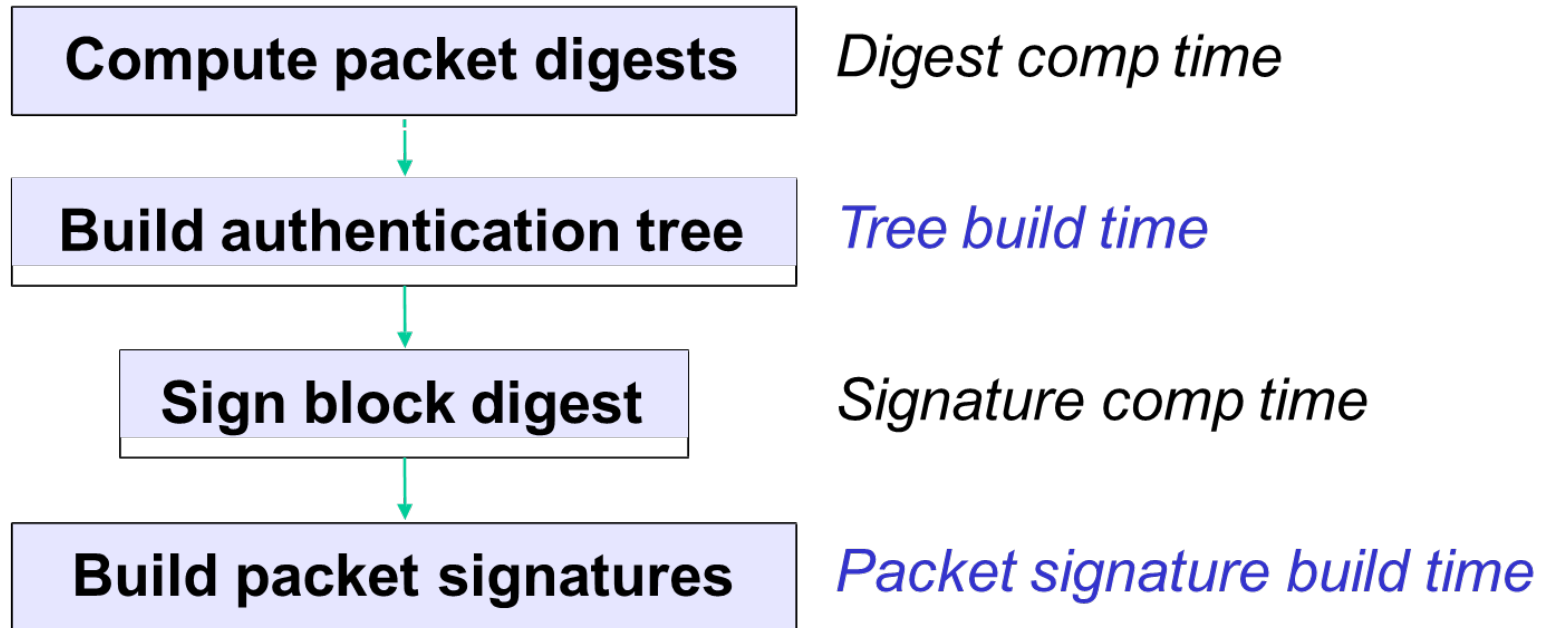 Compute packet digests
Digest comp time
Build authentication tree
Tree build time
Sign block digest
Signature comp time
Build packet signatures
Packet signature build time